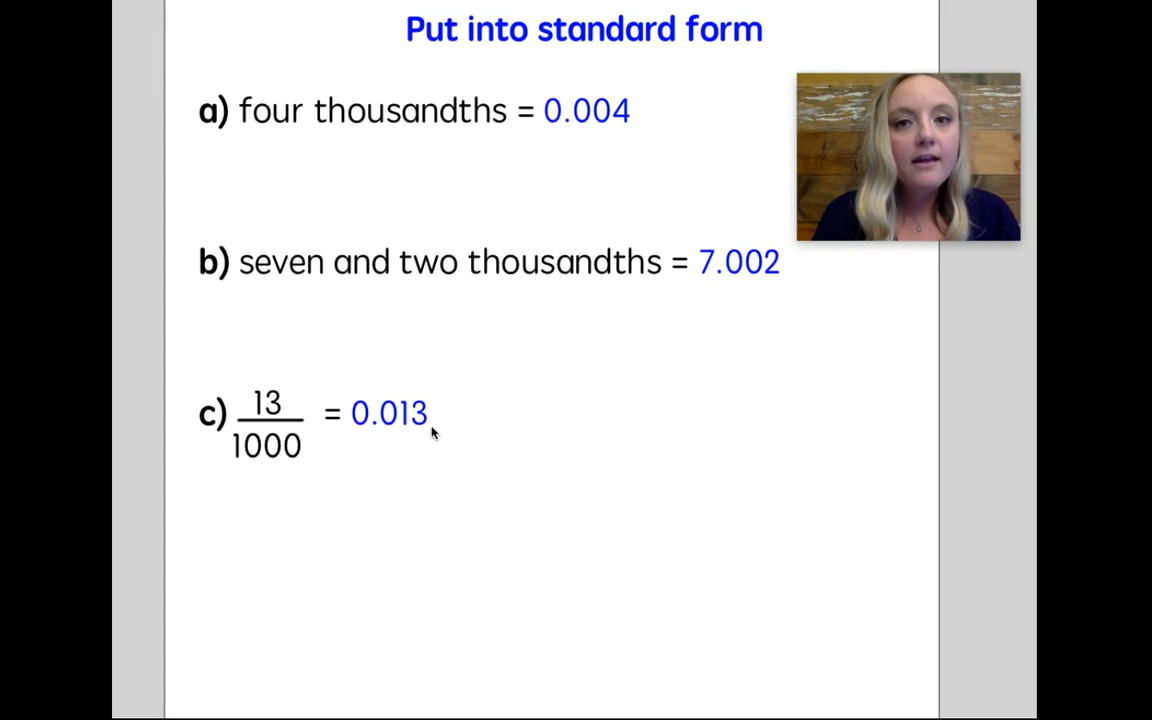 Put into standard form
a) four thousandths = 0.004
b) seven and two thousandths = 7.002
c) 13/1000 = 0.013